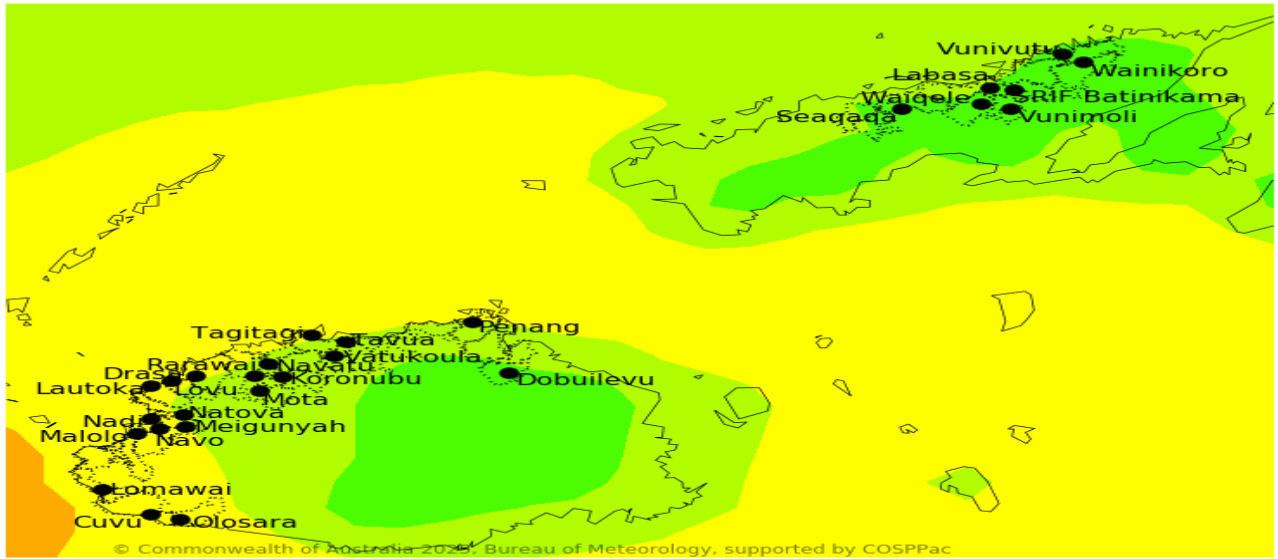 Vunivutu
Wainikoro
Labasa
SRIF Batinikama
Waiqele
Seaqaqa
Vunimoli
Tagitagi
Penang
Tavua
Vatukoula
Rarawai
Navatu
Drasa
Koronubu
Dobuilevu
Lautoka
Lovu
Mota
Natova
Nadi
Meigunyah
Malolo
Navo
Lomawai
Cuvu
Olosara
© Commonwealth of Australia 2025, Bureau of Meteorology, supported by COSPPac